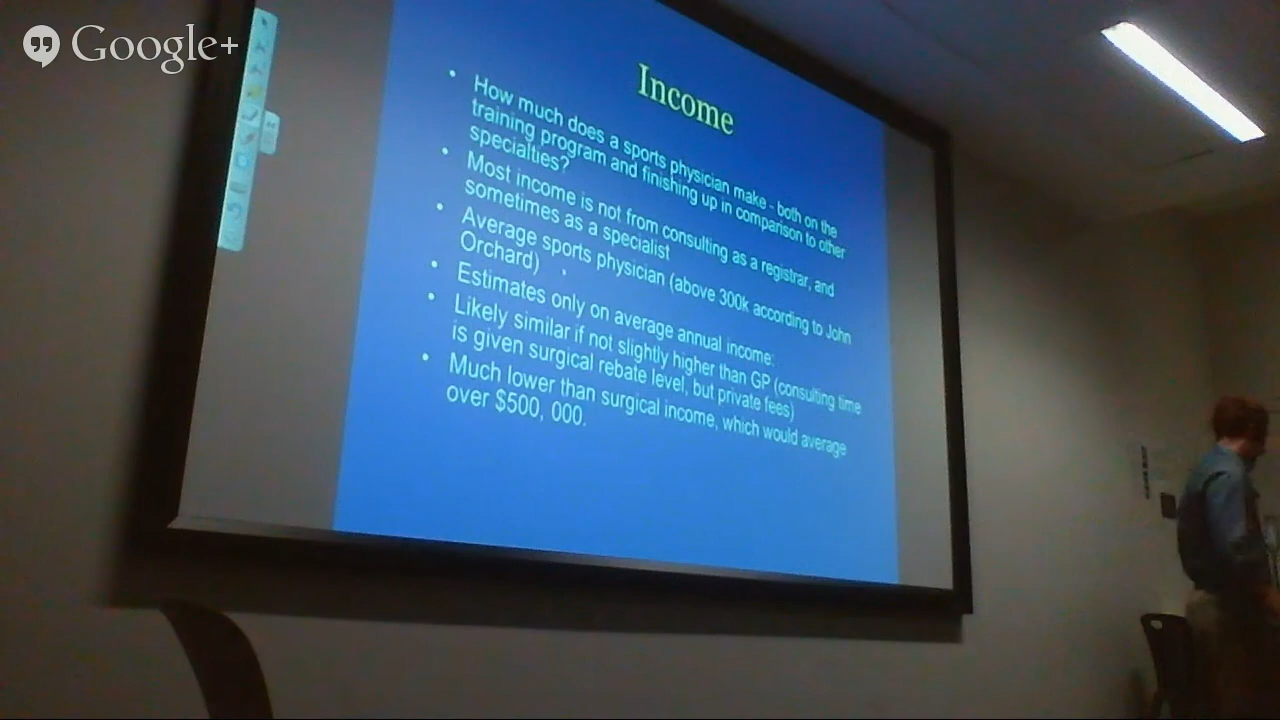 Google+
Income
• How much does a sports physician make - both on the
training program and finishing up in comparison to other
specialties?
• Most income is not from consulting as a registrar, and
sometimes as a specialist
• Average sports physician (above 300k according to John
Orchard)
• Estimates only on average annual income:
• Likely similar if not slightly higher than GP (consulting time
is given surgical rebate level, but private fees)
• Much lower than surgical income, which would average
over $500, 000.